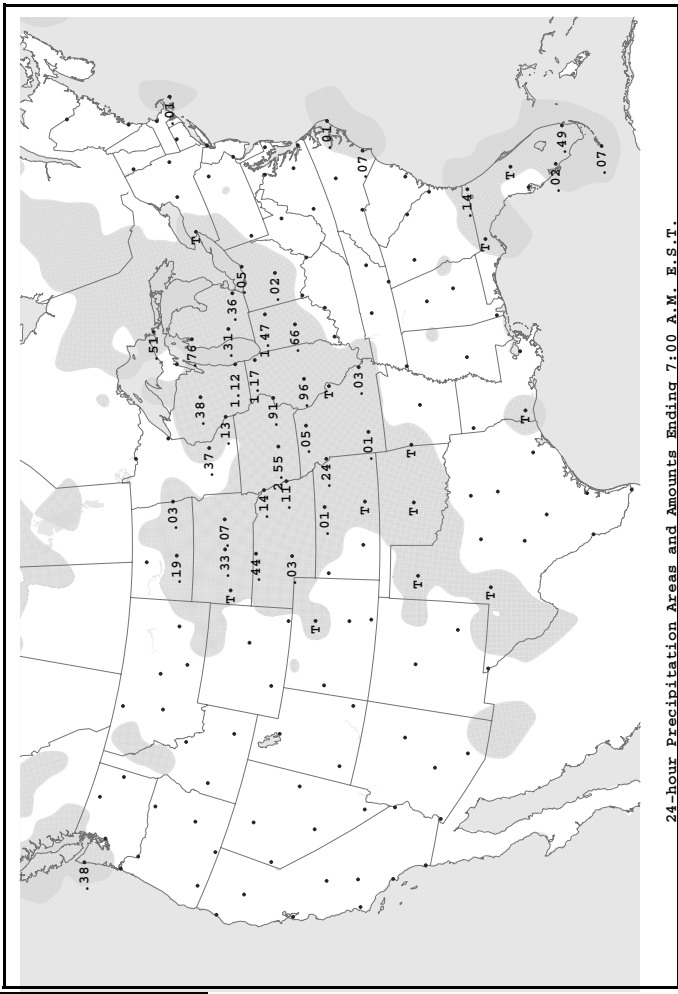 .38
.51
.01
.03
.19
.76
T
.38
.37
.33
.07
.13
.31
T
.36
1.12
.05
1.17
.44
.14
1.47
.91
.02
2.55
.11
.03
.66
.96
.05
T
.01
.24
.01
T
.03
.07
T
.01
T
T
T
.14
T
T
T
T
.02
.49
.07
24-hour Precipitation Areas and Amounts Ending 7:00 A.M. E.S.T.